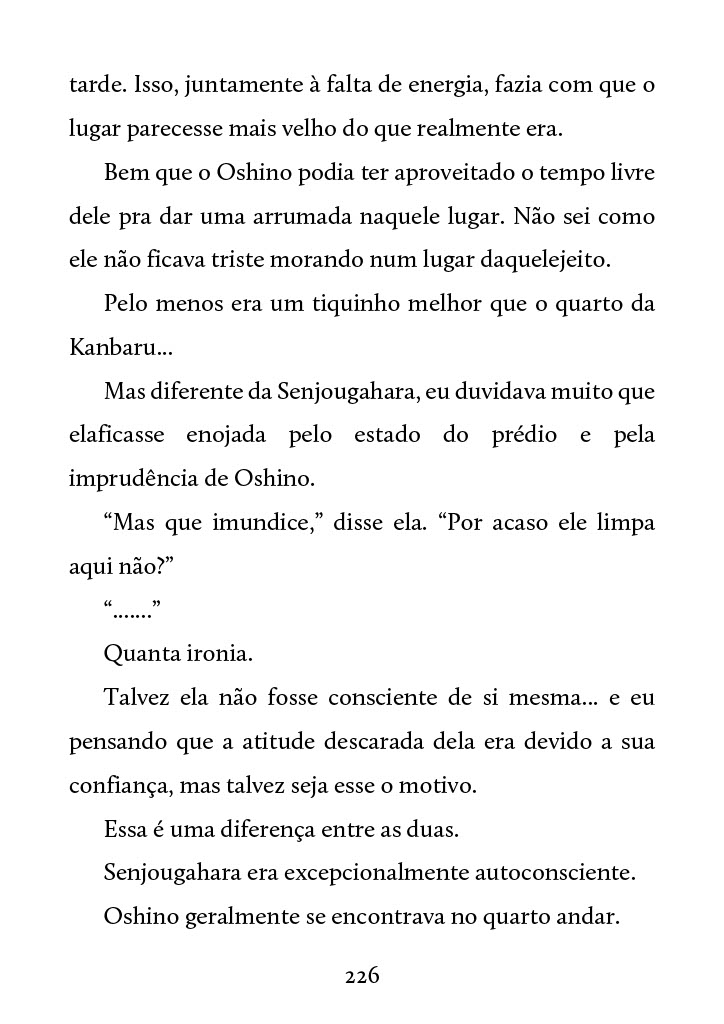 tarde. Isso, juntamente à falta de energia, fazia com que o
lugar parecesse mais velho do que realmente era.
Bem que o Oshino podia ter aproveitado o tempo livre
dele pra dar uma arrumada naquele lugar. Não sei como
ele não ficava triste morando num lugar daquelejeito.
Pelo menos era um tiquinho melhor que o quarto da
Kanbaru...
Mas diferente da Senjougahara, eu duvidava muito que
elaficasse enojada pelo estado do prédio e pela
imprudência de Oshino.
“Mas que imundice,” disse ela. “Por acaso ele limpa
aqui não?”
“.......”
Quanta ironia.
Talvez ela não fosse consciente de si mesma... e eu
pensando que a atitude descarada dela era devido a sua
confiança, mas talvez seja esse o motivo.
Essa é uma diferença entre as duas.
Senjougahara era excepcionalmente autoconsciente.
Oshino geralmente se encontrava no quarto andar.
226